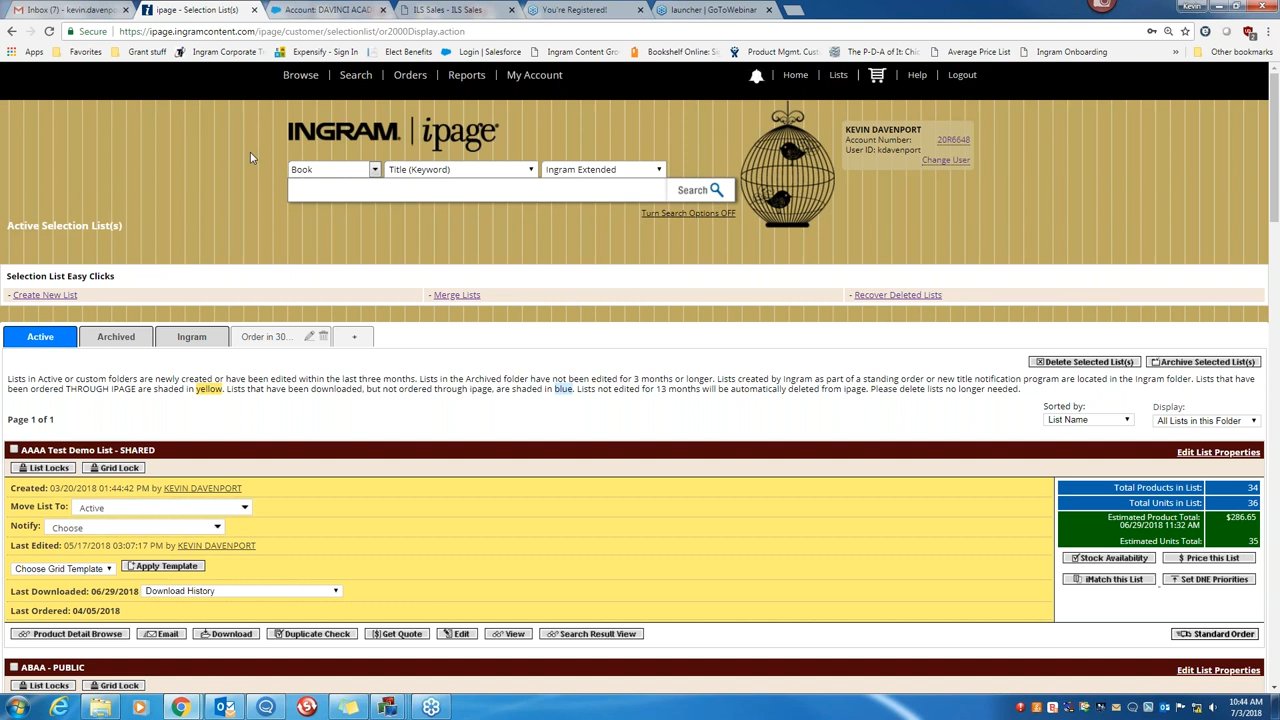 Inbox (7) - kevin.davenpor
ipage - Selection List(s)
Account: DAVINCI ACAD
ILS Sales - ILS Sales
You're Registered!
launcher | GoToWebinar
Kevin
Secure
https://ipage.ingramcontent.com/ipage/customer/selectionlist/or2000Display.action
Apps
Favorites
Grant stuff
Ingram Corporate T
Expensify - Sign In
Elect Benefits
Login | Salesforce
Ingram Content Grou
Bookshelf Online - S
Product Mgmt. Cust
The P-D-A Of It: Chic
Average Price List
Ingram Onboarding
»
Other bookmarks
Browse
Search
Orders
Reports
My Account
Home
Lists
Help
Logout
INGRAM | ipage
KEVIN DAVENPORT
Account Number: 20R6648
User ID: kdavenport
Change User
Book
Title (Keyword)
Ingram Extended
Search
Turn Search Options OFF
Active Selection List(s)
Selection List Easy Clicks
- Create New List
- Merge Lists
- Recover Deleted Lists
Active
Archived
Ingram
Order in 30...
+
Delete Selected List(s)
Archive Selected List(s)
Lists in Active or custom folders are newly created or have been edited within the last three months. Lists in the Archived folder have not been edited for 3 months or longer. Lists created by Ingram as part of a standing order or new title notification program are located in the Ingram folder. Lists that have
been ordered THROUGH IPAGE are shaded in yellow. Lists that have been downloaded, but not ordered through ipage, are shaded in blue. Lists not edited for 13 months will be automatically deleted from ipage. Please delete lists no longer needed.
Page 1 of 1
Sorted by:
List Name
Display:
All Lists in this Folder
AAAA Test Demo List - SHARED
Edit List Properties
List Locks
Grid Lock
Created: 03/20/2018 01:44:42 PM by KEVIN DAVENPORT
Move List To: Active
Notify: Choose
Last Edited: 05/17/2018 03:07:17 PM by KEVIN DAVENPORT
Choose Grid Template
Apply Template
Last Downloaded: 06/29/2018
Download History
Last Ordered: 04/05/2018
Total Products in List: 34
Total Units in List: 36
Estimated Product Total: $286.65
06/29/2018 11:32 AM
Estimated Units Total: 35
Stock Availability
$ Price this List
iMatch this List
Set DNE Priorities
Product Detail Browse
Email
Download
Duplicate Check
Get Quote
Edit
View
Search Result View
Standard Order
ABAA - PUBLIC
Edit List Properties
List Locks
Grid Lock
10:44 AM
7/3/2018